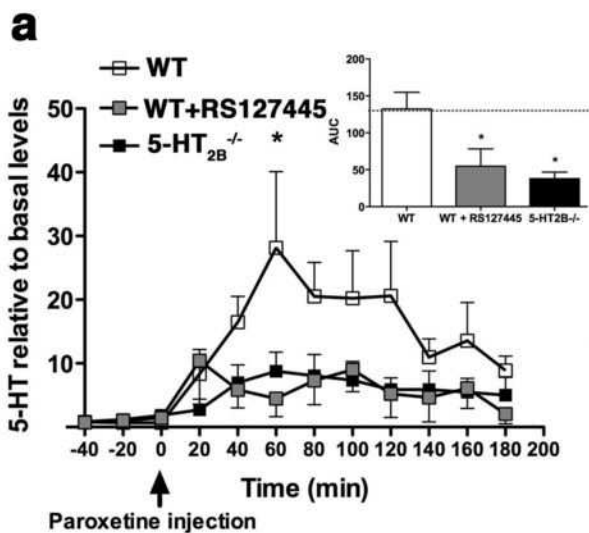 a
WT
WT+RS127445
5-HT2B-/-
5-HT relative to basal levels
50
40
30
20
10
*
-40 -20 0 20 40 60 80 100 120 140 160 180 200
Time (min)
Paroxetine injection
AUC
200
150
100
50
0
*
*
WT WT + RS127445 5-HT2B-/-